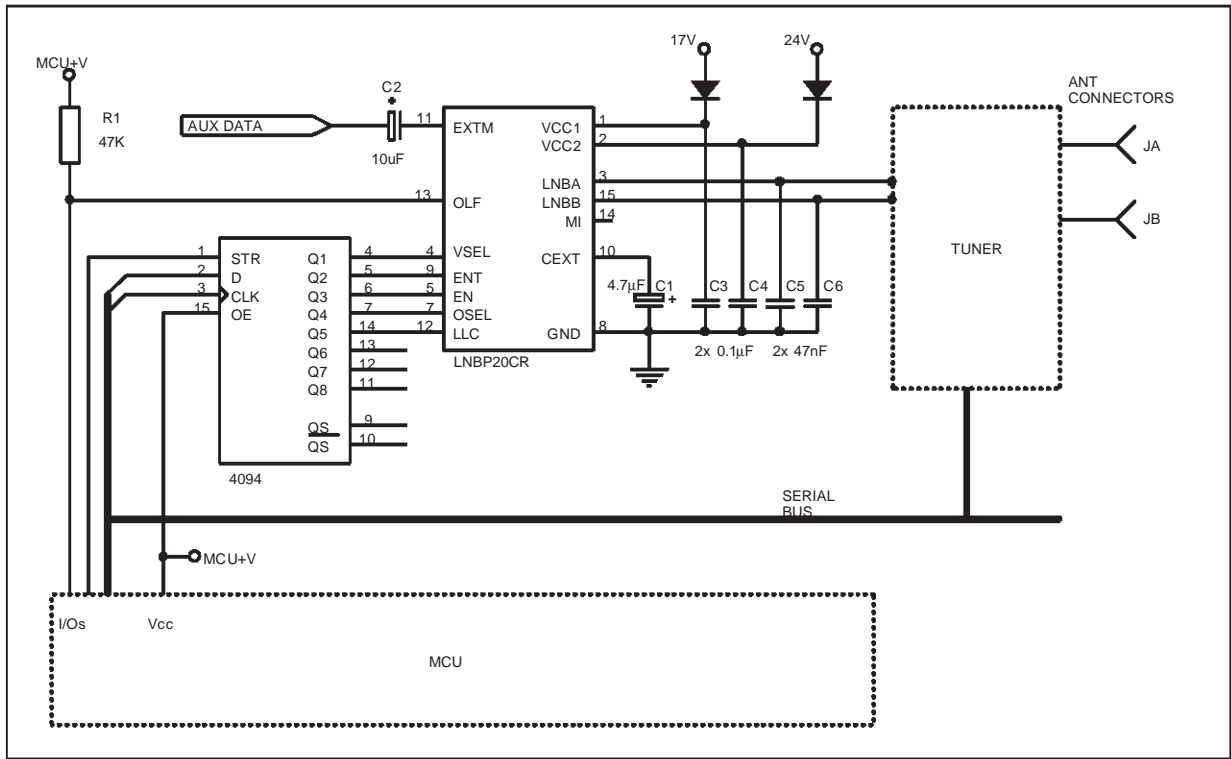 17V
24V
MCU+V
C2
+
ANT
CONNECTORS
R1
47K
AUX DATA
10uF
11
EXTM
VCC1
1
VCC2
2
JA
LNBA
3
13
OLF
LNBB
15
MI
14
JB
TUNER
1
STR
Q1
4
4
VSEL
CEXT
10
2
D
Q2
5
9
ENT
3
CLK
Q3
6
5
EN
4.7μF
C1
+
C3
C4
C5
C6
15
OE
Q4
7
7
OSEL
Q5
14
12
LLC
GND
8
Q6
13
2x 0.1μF
2x 47nF
Q7
12
LNBP20CR
Q8
11
QS
9
QS
10
4094
SERIAL
BUS
MCU+V
I/Os
Vcc
MCU